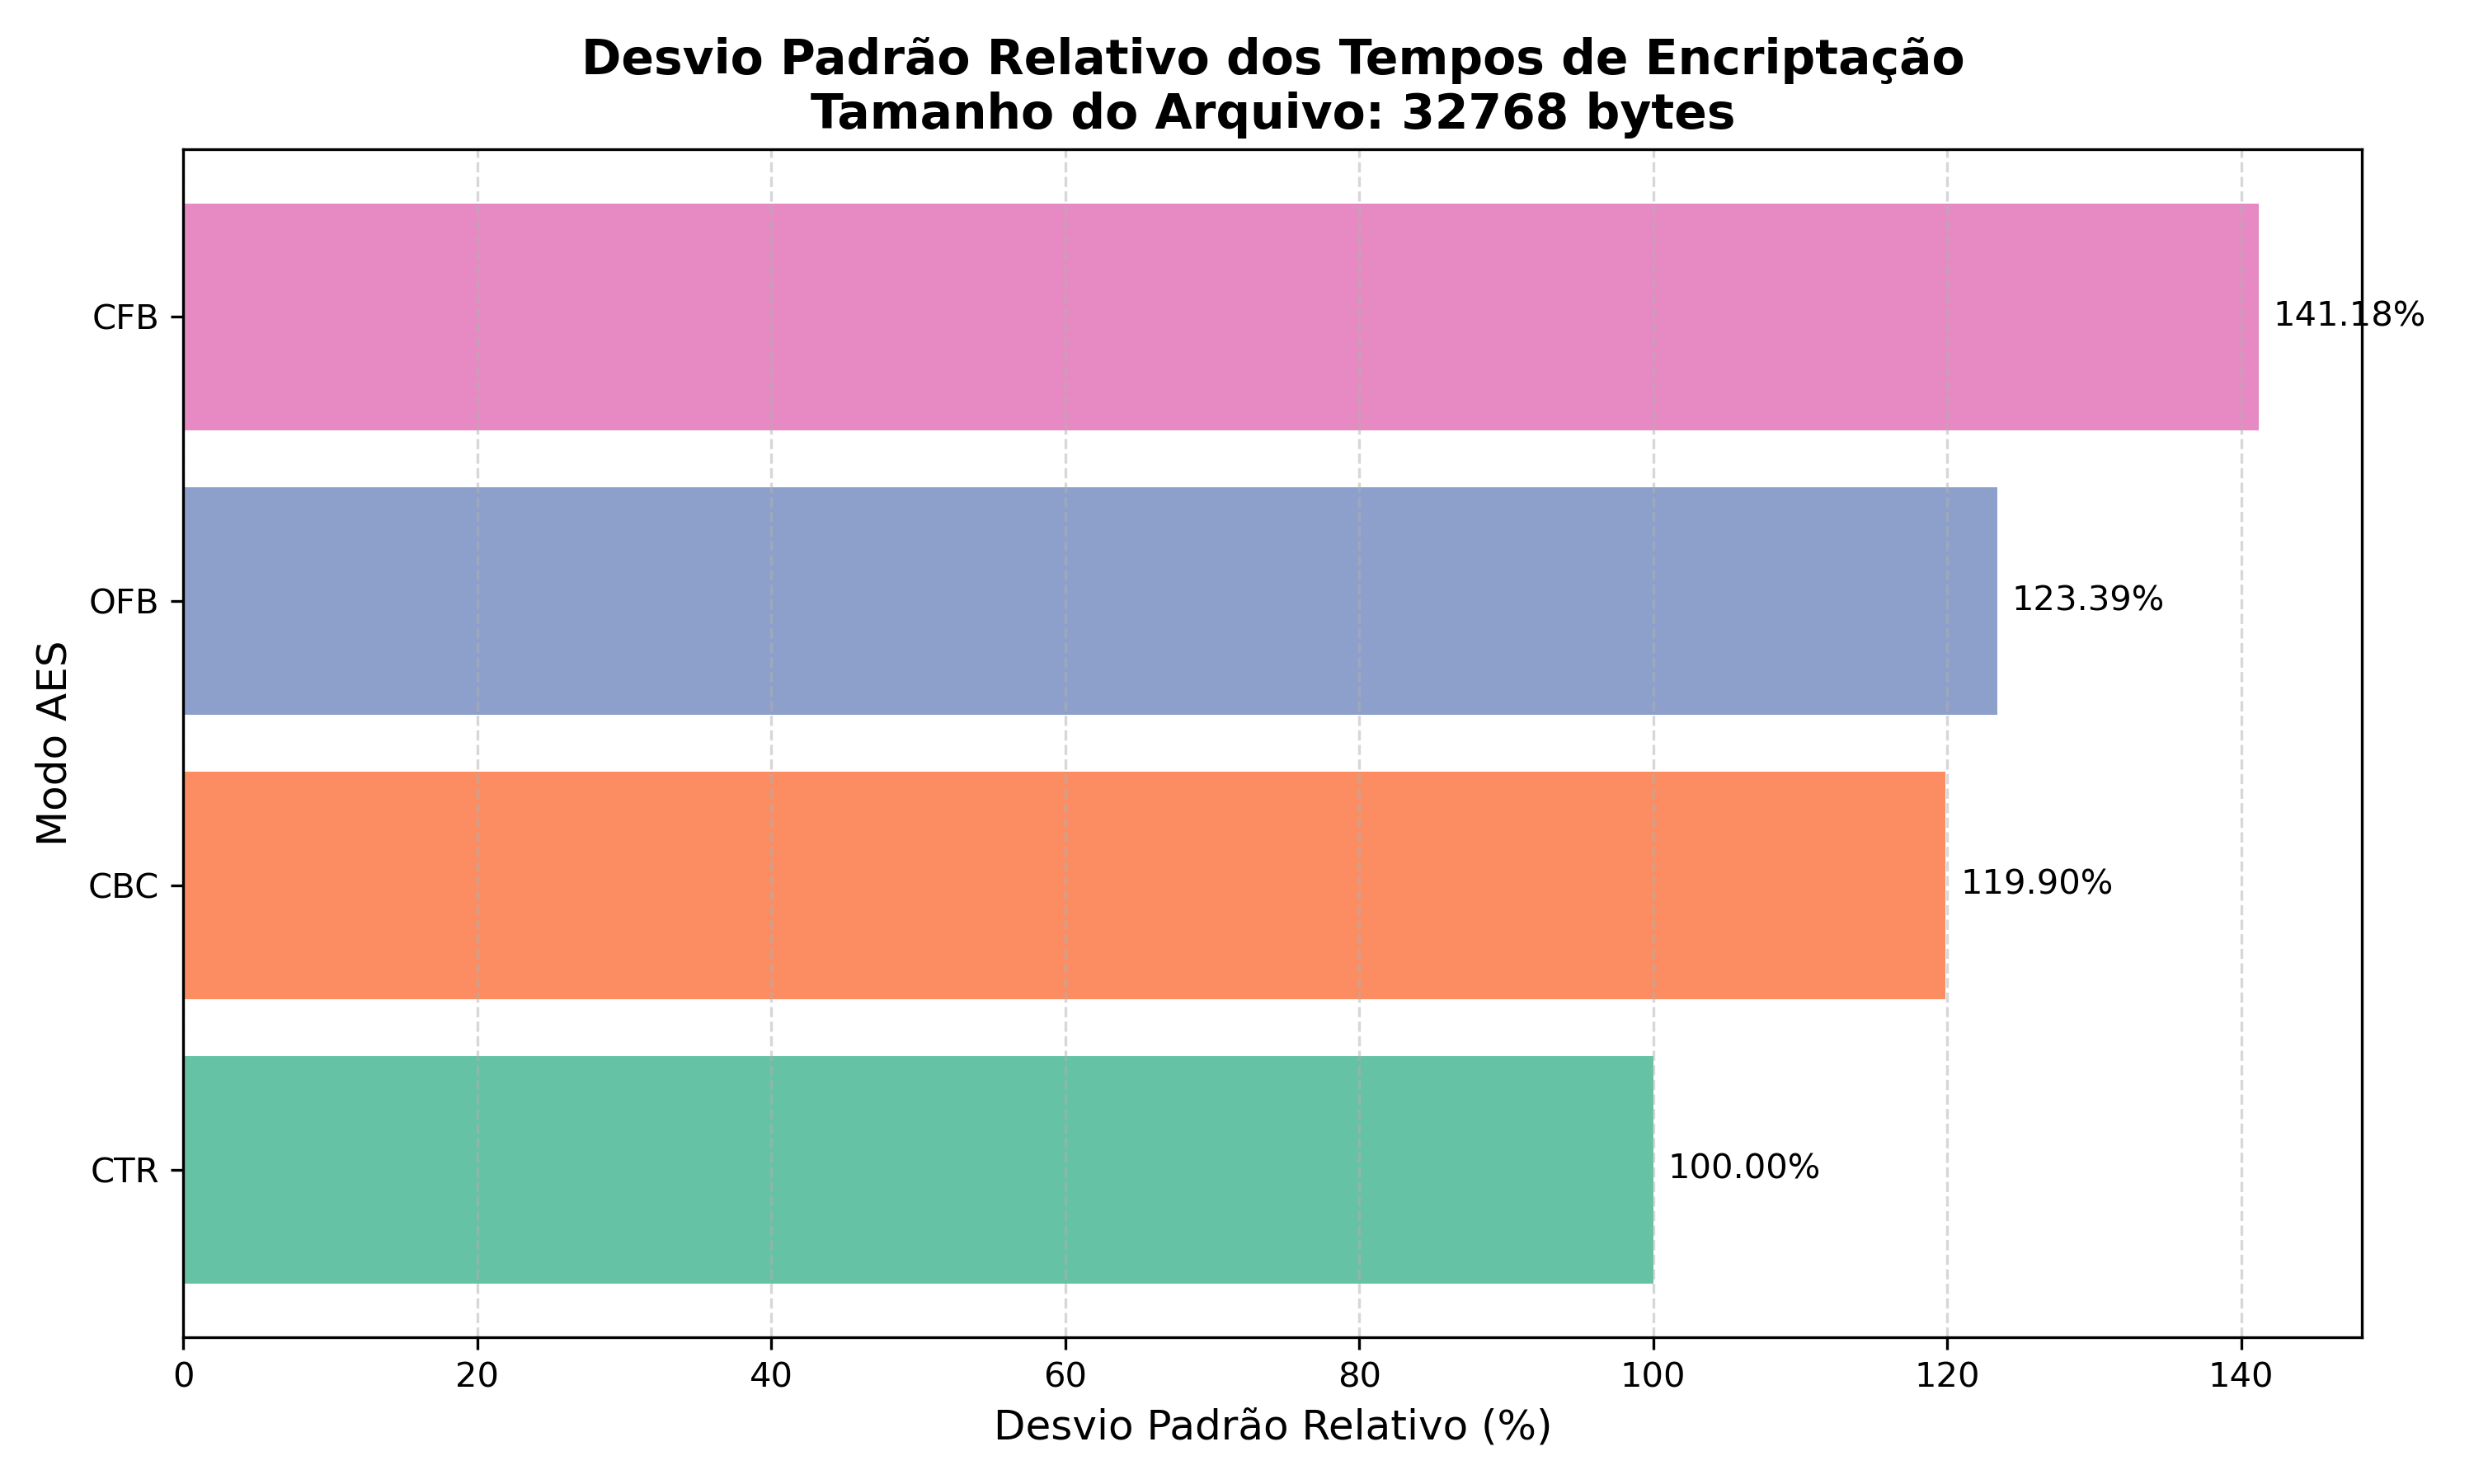 Desvio Padrão Relativo dos Tempos de Encriptação
Tamanho do Arquivo: 32768 bytes
Modo AES
CFB
141.18%
OFB
123.39%
CBC
119.90%
CTR
100.00%
0 20 40 60 80 100 120 140
Desvio Padrão Relativo (%)